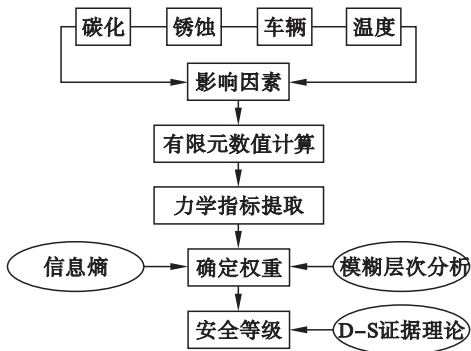 碳化 锈蚀 车辆 温度
影响因素
有限元数值计算
力学指标提取
信息熵 确定权重 模糊层次分析
安全等级 D-S证据理论